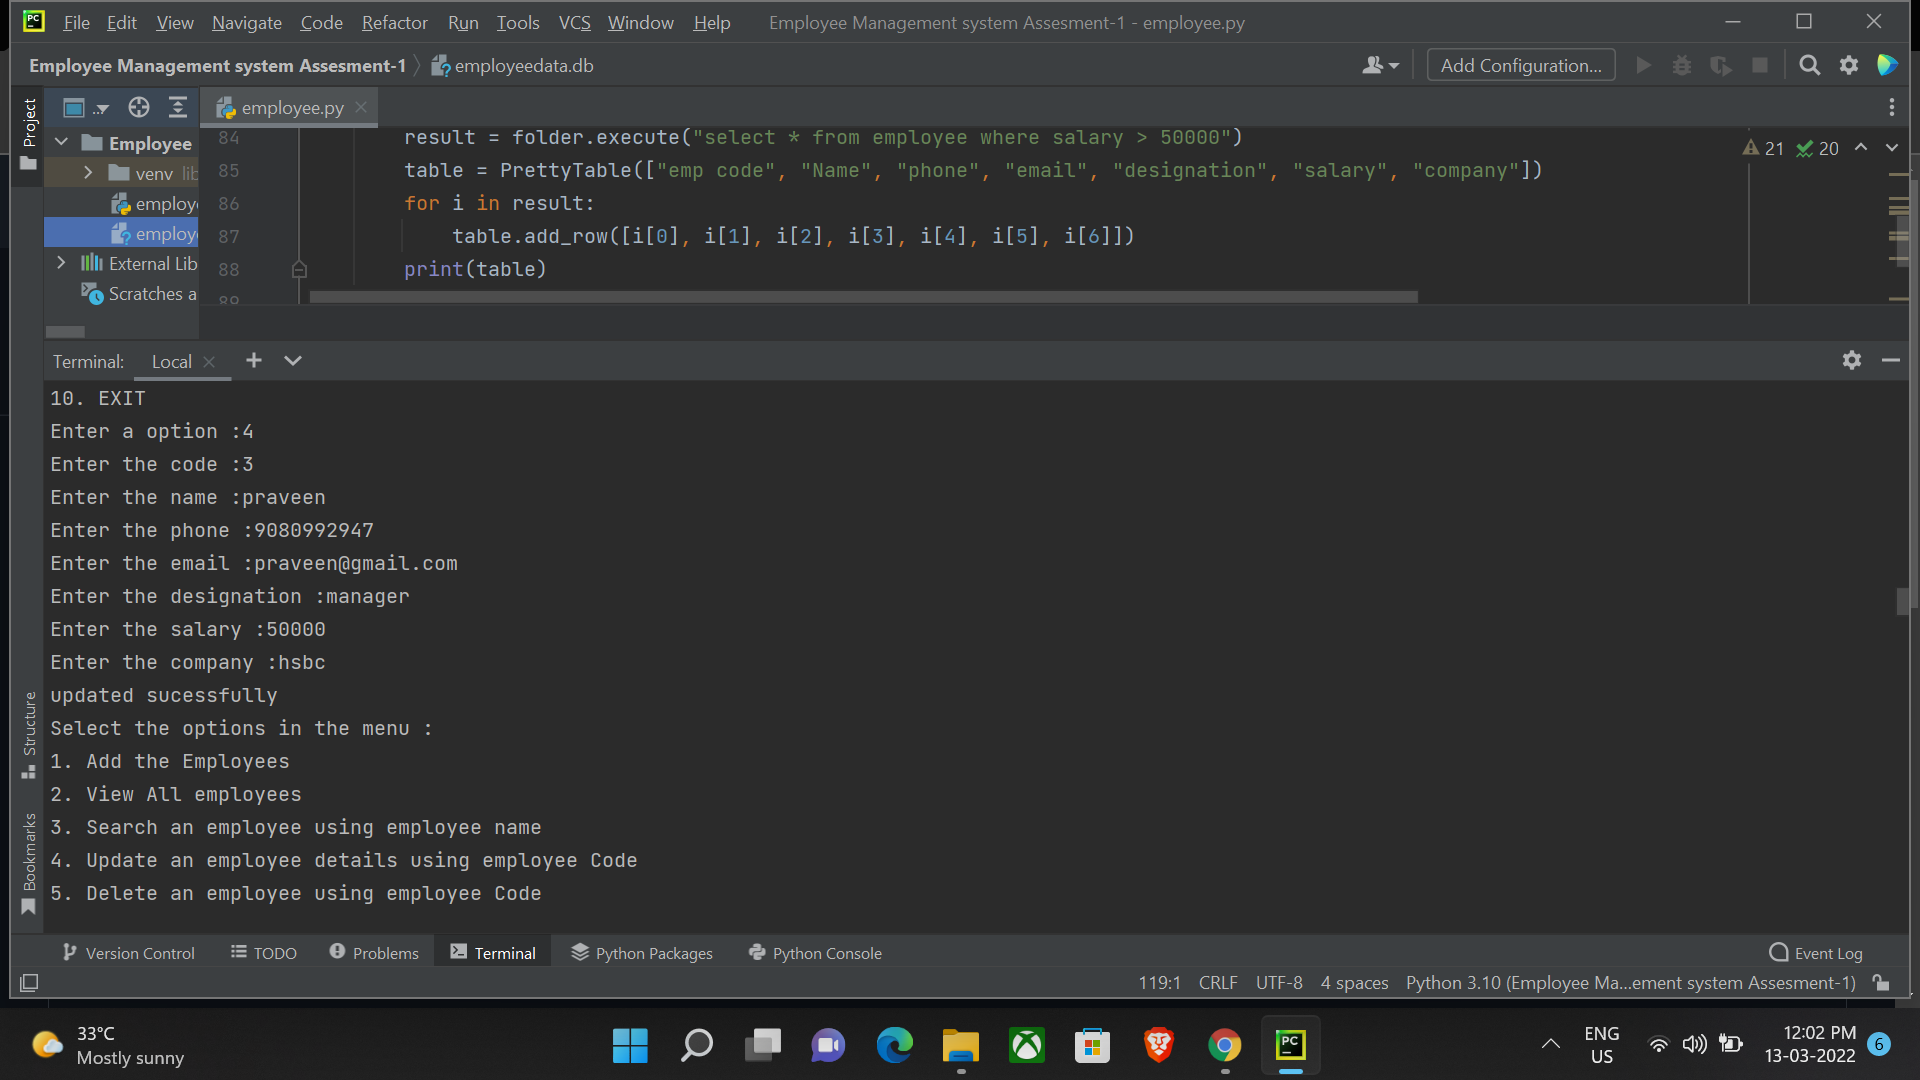 PC File Edit View Navigate Code Refactor Run Tools VCS Window Help Employee Management system Assesment-1 - employee.py
Employee Management system Assesment-1 employeedata.db Add Configuration...
Project .. employee.py
84 result = folder.execute("select * from employee where salary > 50000")
Employee 21 20
85 table = PrettyTable(["emp code", "Name", "phone", "email", "designation", "salary", "company"])
venv lib
86 for i in result:
employe
87 table.add_row([i[0], i[1], i[2], i[3], i[4], i[5], i[6]])
employe
External Lib
88 print(table)
Scratches a
89
Terminal: Local
10. EXIT
Enter a option :4
Enter the code :3
Enter the name :praveen
Enter the phone :9080992947
Enter the email :praveen@gmail.com
Enter the designation :manager
Enter the salary :50000
Enter the company :hsbc
updated sucessfully
Select the options in the menu :
1. Add the Employees
2. View All employees
3. Search an employee using employee name
4. Update an employee details using employee Code
5. Delete an employee using employee Code
Structure
Bookmarks
Version Control TODO Problems Terminal Python Packages Python Console Event Log
119:1 CRLF UTF-8 4 spaces Python 3.10 (Employee Ma...ement system Assesment-1)
33°C
Mostly sunny
PC
ENG
US
12:02 PM
13-03-2022
6